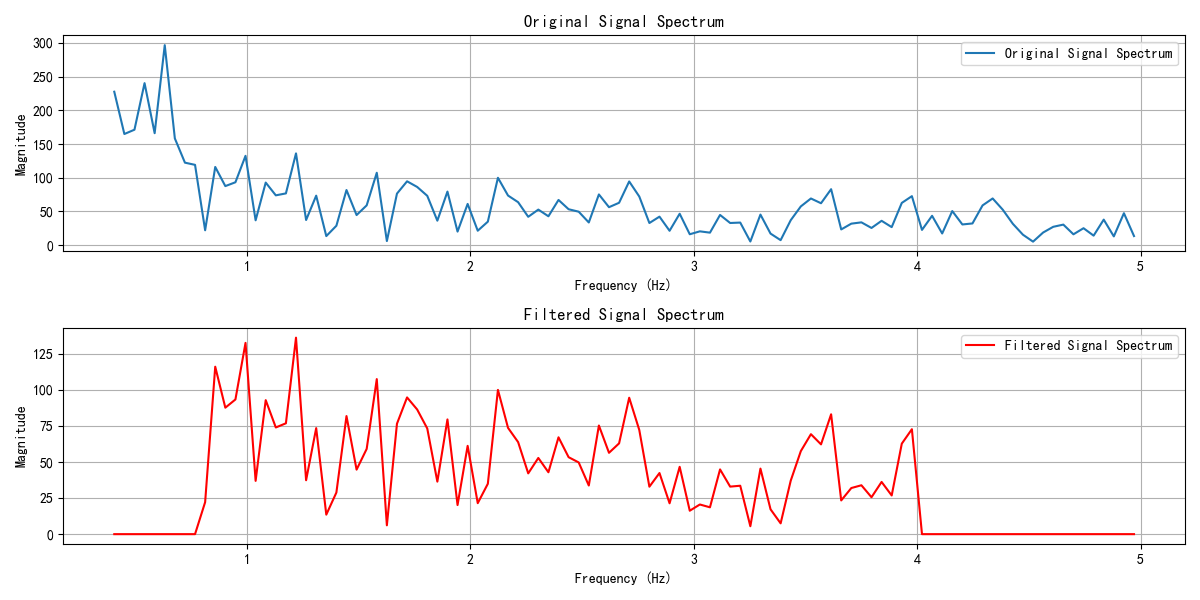 Original Signal Spectrum
300
250
200
150
100
50
0
Magnitude
Original Signal Spectrum
1 2 3 4 5
Frequency (Hz)
Filtered Signal Spectrum
125
100
75
50
25
0
Magnitude
Filtered Signal Spectrum
1 2 3 4 5
Frequency (Hz)